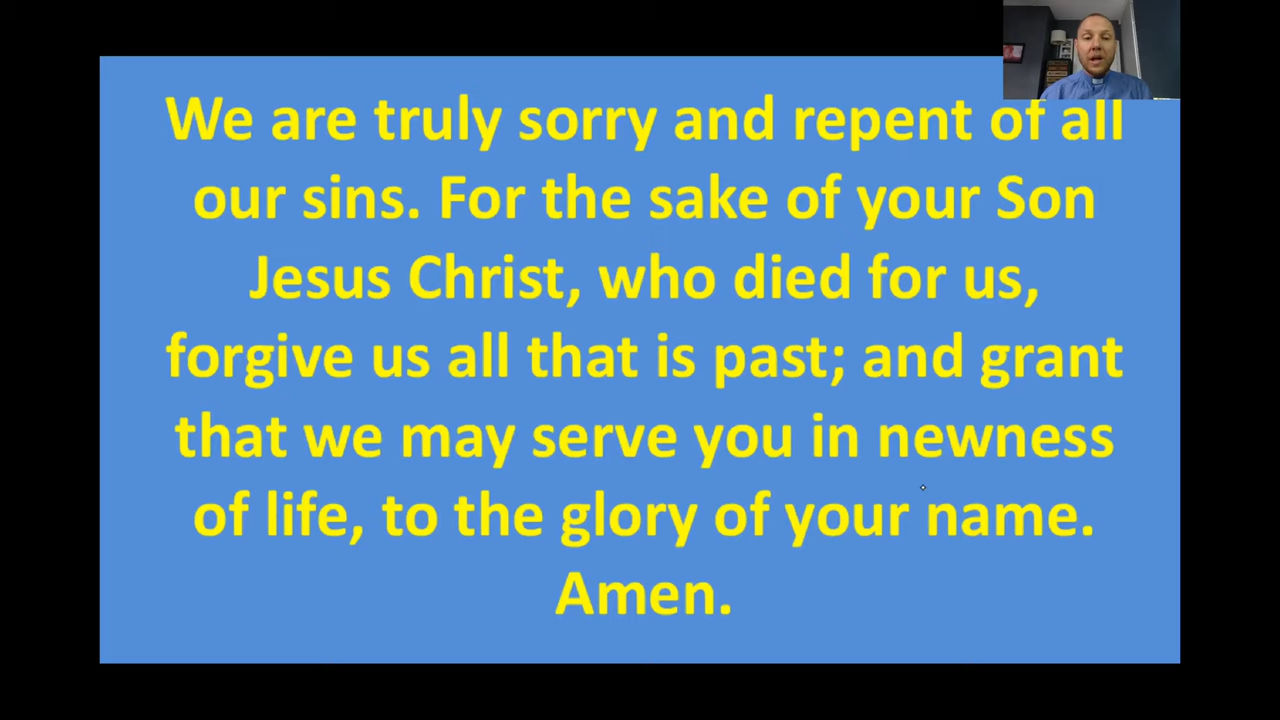 We are truly sorry and repent of all
our sins. For the sake of your Son
Jesus Christ, who died for us,
forgive us all that is past; and grant
that we may serve you in newness
of life, to the glory of your name.
Amen.